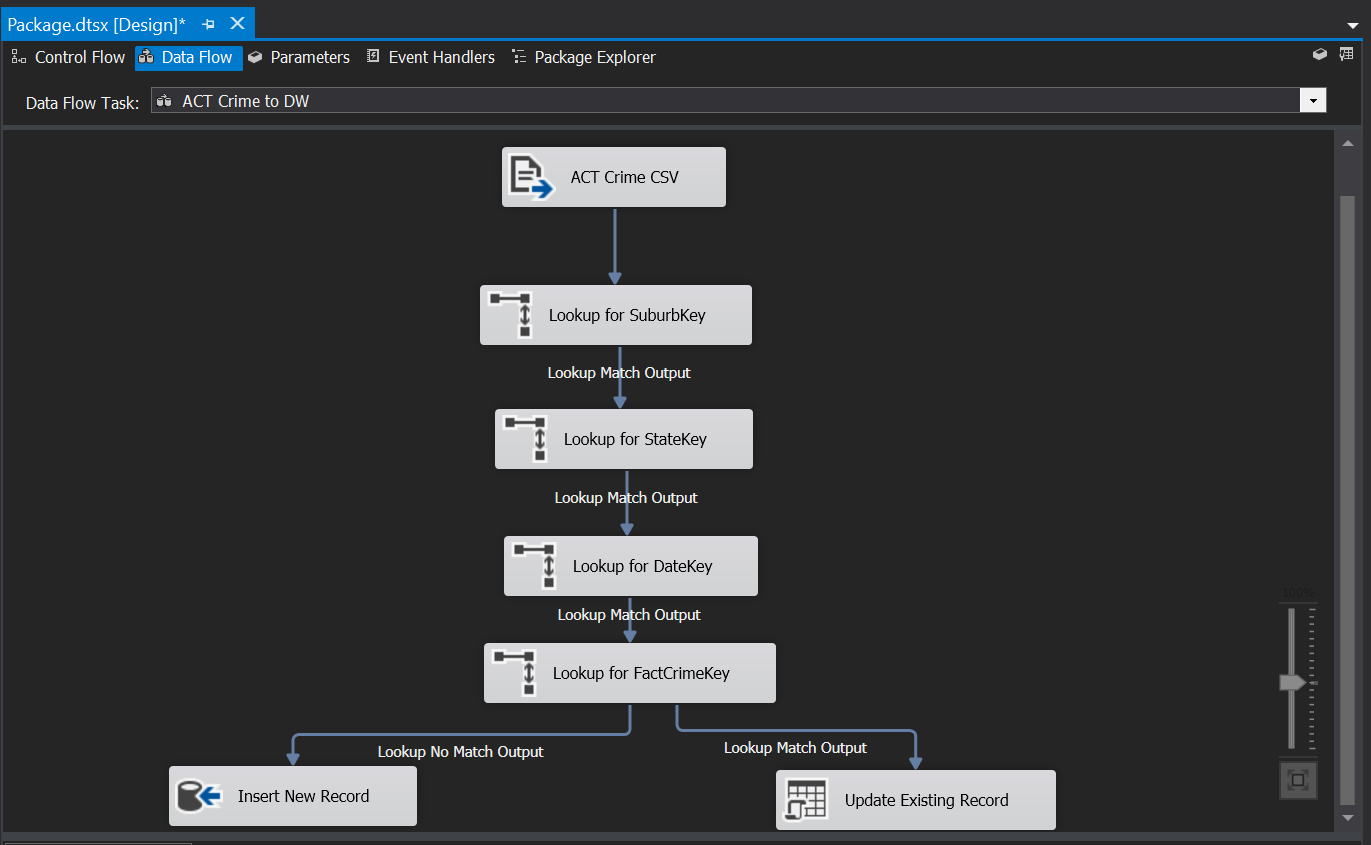 Package.dtsx [Design]*
Control Flow Data Flow Parameters Event Handlers Package Explorer
Data Flow Task: ACT Crime to DW
ACT Crime CSV
Lookup for SuburbKey
Lookup Match Output
Lookup for StateKey
Lookup Match Output
Lookup for DateKey
100%
Lookup Match Output
Lookup for FactCrimeKey
Lookup No Match Output
Lookup Match Output
Insert New Record
Update Existing Record